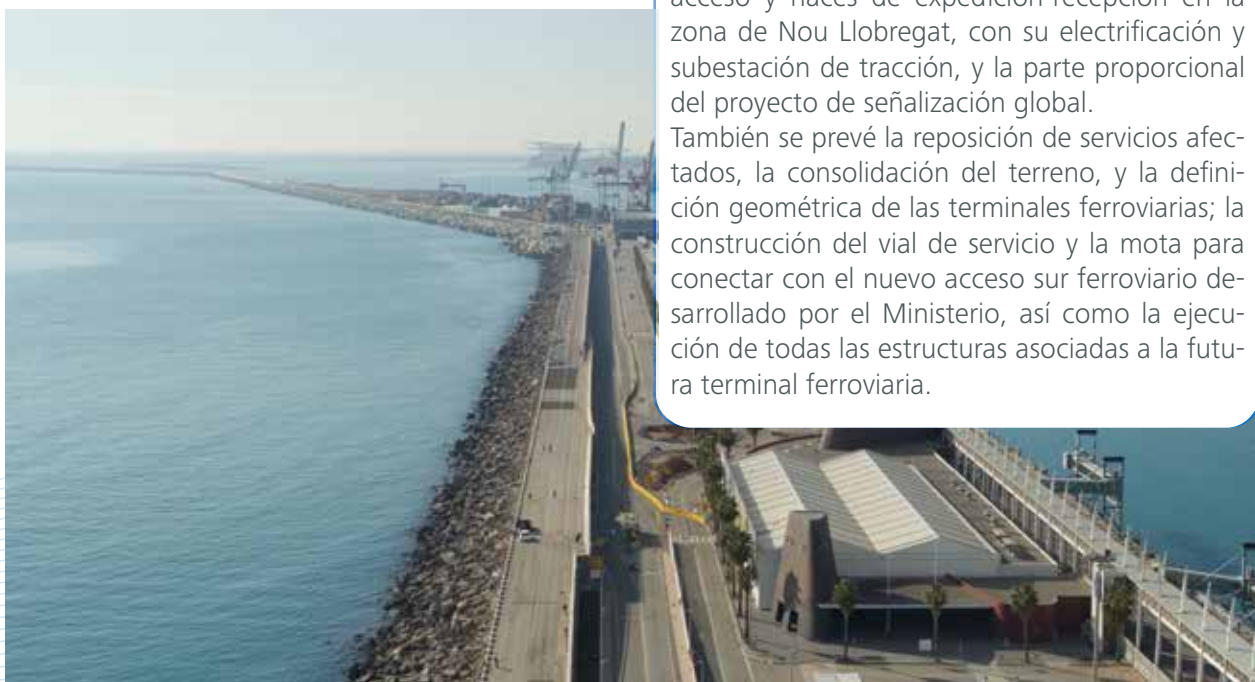 acceso y haces de expedición-recepción en la
zona de Nou Llobregat, con su electrificación y
subestación de tracción, y la parte proporcional
del proyecto de señalización global.
También se prevé la reposición de servicios afec-
tados, la consolidación del terreno, y la defini-
ción geométrica de las terminales ferroviarias; la
construcción del vial de servicio y la mota para
conectar con el nuevo acceso sur ferroviario de-
sarrollado por el Ministerio, así como la ejecu-
ción de todas las estructuras asociadas a la futu-
ra terminal ferroviaria.